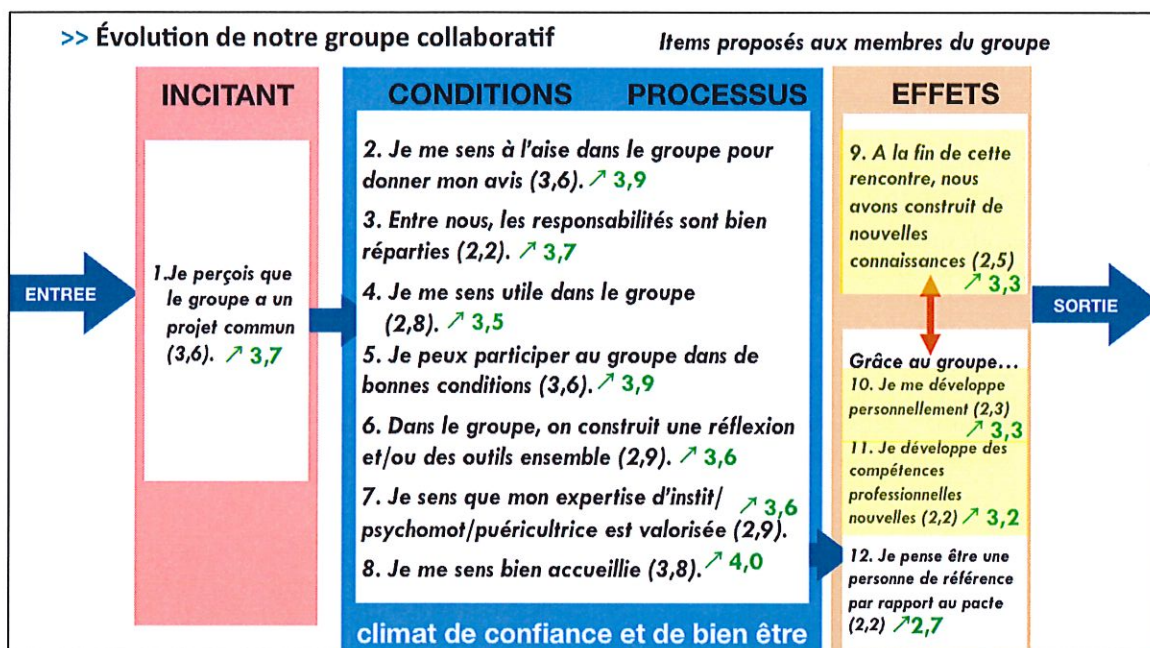 >> Évolution de notre groupe collaboratif
Items proposés aux membres du groupe
ENTREE
INCITANT
1.Je perçois que
le groupe a un
projet commun
(3,6). ↗ 3,7
CONDITIONS PROCESSUS
2. Je me sens à l'aise dans le groupe pour
donner mon avis (3,6). ↗ 3,9
3. Entre nous, les responsabilités sont bien
réparties (2,2). ↗ 3,7
4. Je me sens utile dans le groupe
(2,8). ↗ 3,5
5. Je peux participer au groupe dans de
bonnes conditions (3,6). ↗ 3,9
6. Dans le groupe, on construit une réflexion
et/ou des outils ensemble (2,9). ↗ 3,6
7. Je sens que mon expertise d'instit/
psychomot/puéricultrice est valorisée (2,9). ↗ 3,6
8. Je me sens bien accueillie (3,8). ↗ 4,0
climat de confiance et de bien être
EFFETS
9. A la fin de cette
rencontre, nous
avons construit de
nouvelles
connaissances (2,5)
↗ 3,3
Grâce au groupe...
10. Je me développe
personnellement (2,3)
↗ 3,3
11. Je développe des
compétences
professionnelles
nouvelles (2,2) ↗ 3,2
12. Je pense être une
personne de référence
par rapport au pacte
(2,2) ↗2,7
SORTIE